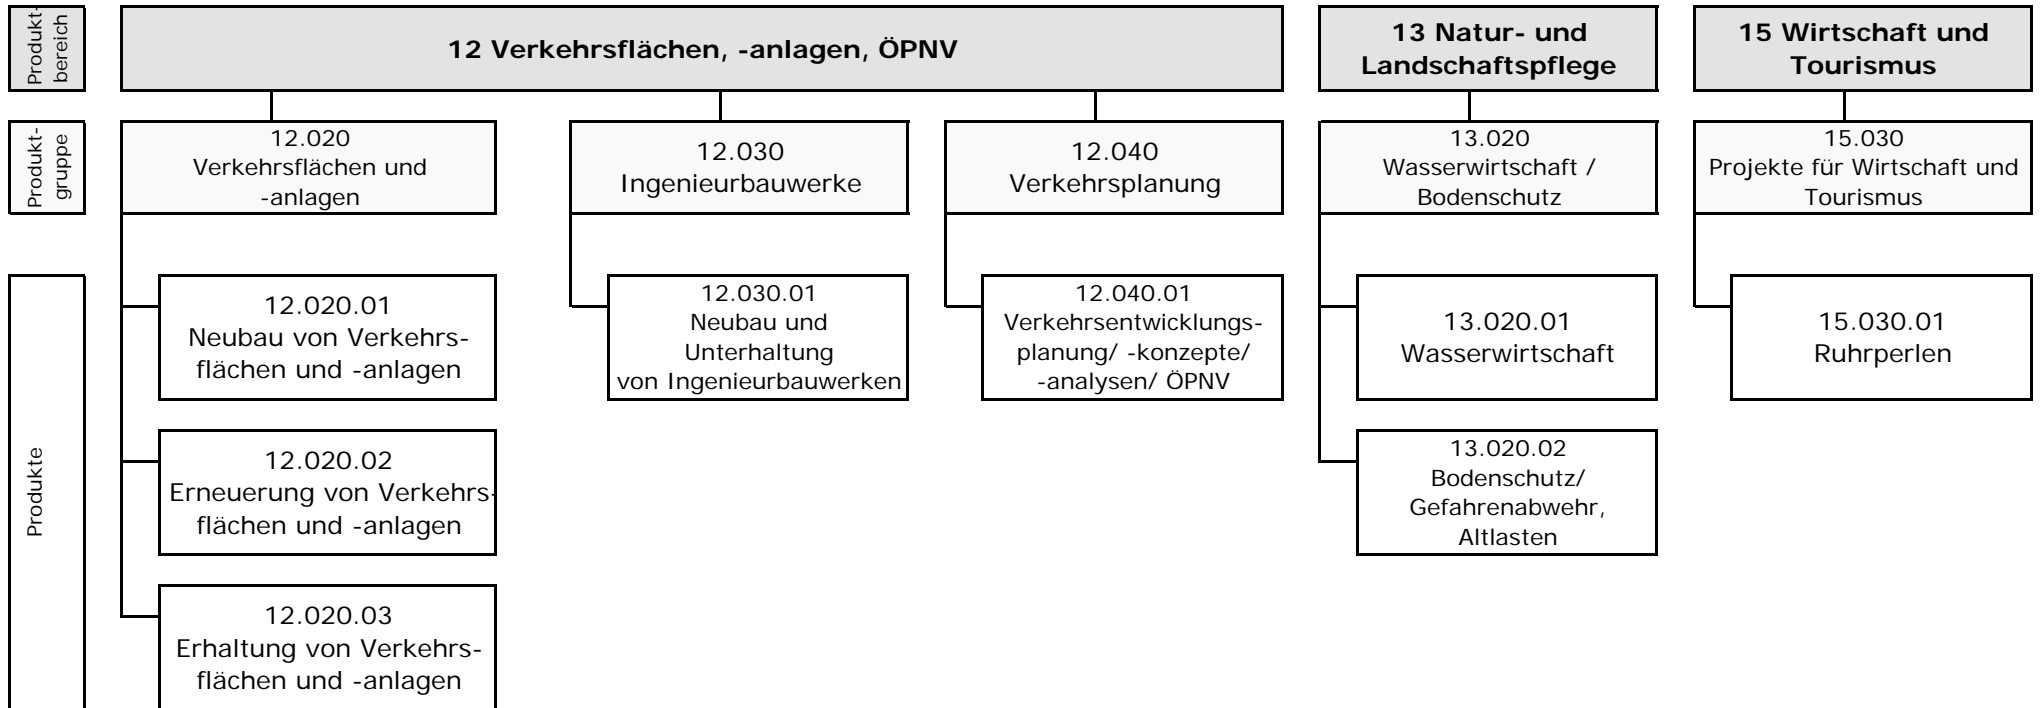 Produkt-
bereich
12 Verkehrsflächen, -anlagen, ÖPNV
13 Natur- und
Landschaftspflege
15 Wirtschaft und
Tourismus
Produkt-
gruppe
12.020
Verkehrsflächen und
-anlagen
12.030
Ingenieurbauwerke
12.040
Verkehrsplanung
13.020
Wasserwirtschaft /
Bodenschutz
15.030
Projekte für Wirtschaft und
Tourismus
Produkte
12.020.01
Neubau von Verkehrs-
flächen und -anlagen
12.030.01
Neubau und
Unterhaltung
von Ingenieurbauwerken
12.040.01
Verkehrsentwicklungs-
planung/ -konzepte/
-analysen/ ÖPNV
13.020.01
Wasserwirtschaft
15.030.01
Ruhrperlen
12.020.02
Erneuerung von Verkehrs-
flächen und -anlagen
13.020.02
Bodenschutz/
Gefahrenabwehr,
Altlasten
12.020.03
Erhaltung von Verkehrs-
flächen und -anlagen